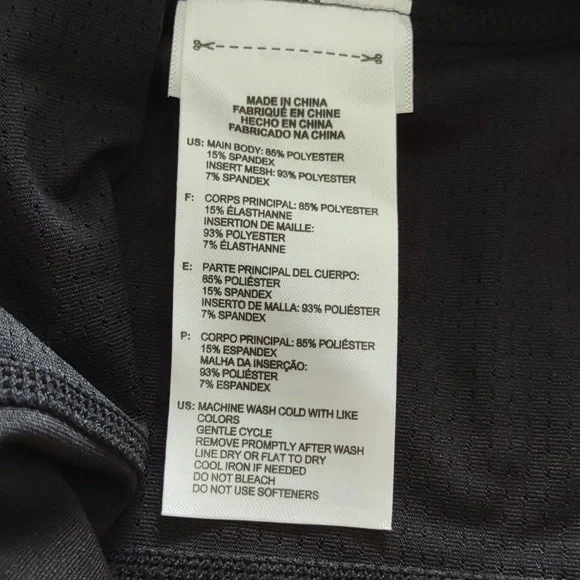 MADE IN CHINA
FABRIQUÉ EN CHINE
HECHO EN CHINA
FABRICADO NA CHINA
US: MAIN BODY: 85% POLYESTER
15% SPANDEX
INSERT MESH: 93% POLYESTER
7% SPANDEX
F: CORPS PRINCIPAL: 85% POLYESTER
15% ÉLASTHANNE
INSERTION DE MAILLE:
93% POLYESTER
7% ÉLASTHANNE
E: PARTE PRINCIPAL DEL CUERPO:
85% POLIÉSTER
15% SPANDEX
INSERTO DE MALLA: 93% POLIÉSTER
7% SPANDEX
P: CORPO PRINCIPAL: 85% POLIÉSTER
15% ESPANDEX
MALHA DA INSERÇÃO:
93% POLIÉSTER
7% ESPANDEX
US: MACHINE WASH COLD WITH LIKE
COLORS
GENTLE CYCLE
REMOVE PROMPTLY AFTER WASH
LINE DRY OR FLAT TO DRY
COOL IRON IF NEEDED
DO NOT BLEACH
DO NOT USE SOFTENERS